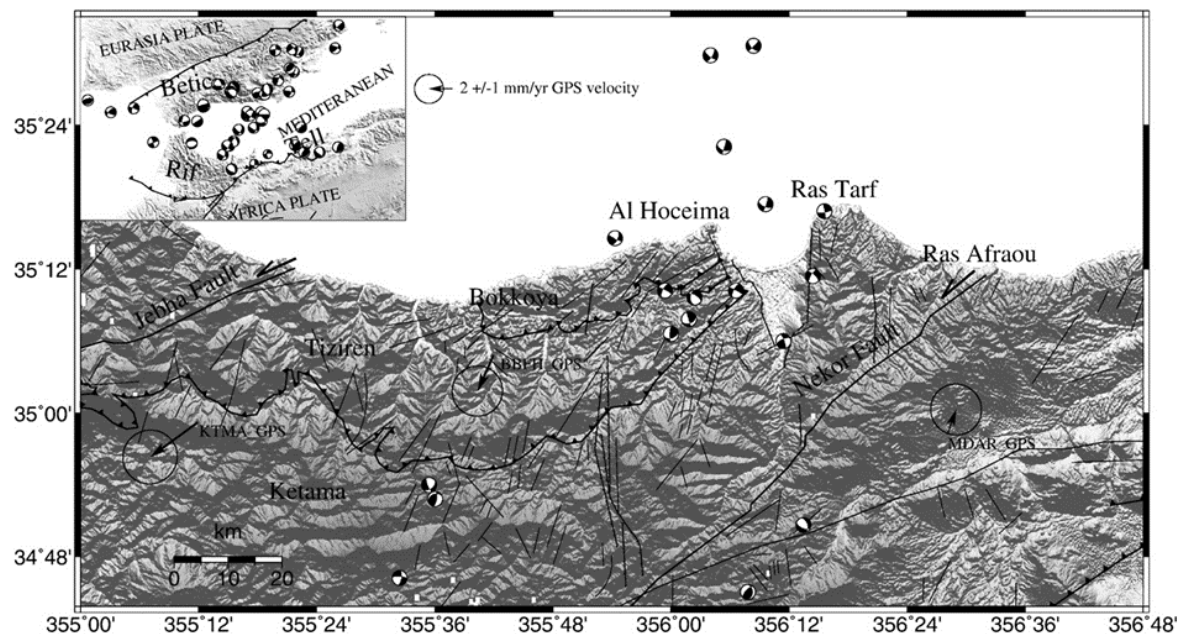 EURASIA PLATE
Betic
MEDITERANEAN
Tell
Rif
AFRICA PLATE
2 +/-1 mm/yr GPS velocity
35˚24'
35˚12'
35˚00'
34˚48'
Al Hoceima
Ras Tarf
Ras Afraou
Jebha Fault
Bokkoya
Tiziren
BBFH GPS
Nekor Fault
KTMA GPS
MDAR GPS
Ketama
km
0 10 20
355˚00' 355˚12' 355˚24' 355˚36' 355˚48' 356˚00' 356˚12' 356˚24' 356˚36' 356˚48'